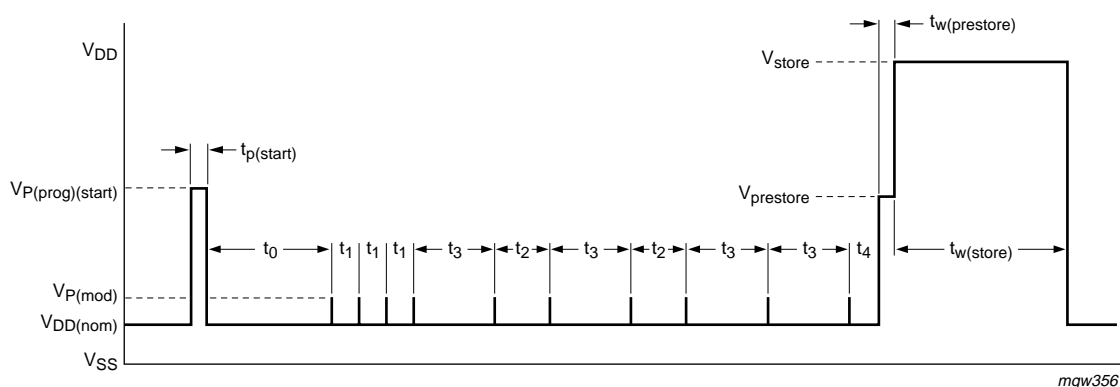 VDD
tw(prestore)
Vstore
tp(start)
VP(prog)(start)
Vprestore
t0 t1 t1 t1 t3 t2 t3 t2 t3 t3 t4 tw(store)
VP(mod)
VDD(nom)
VSS
mgw356